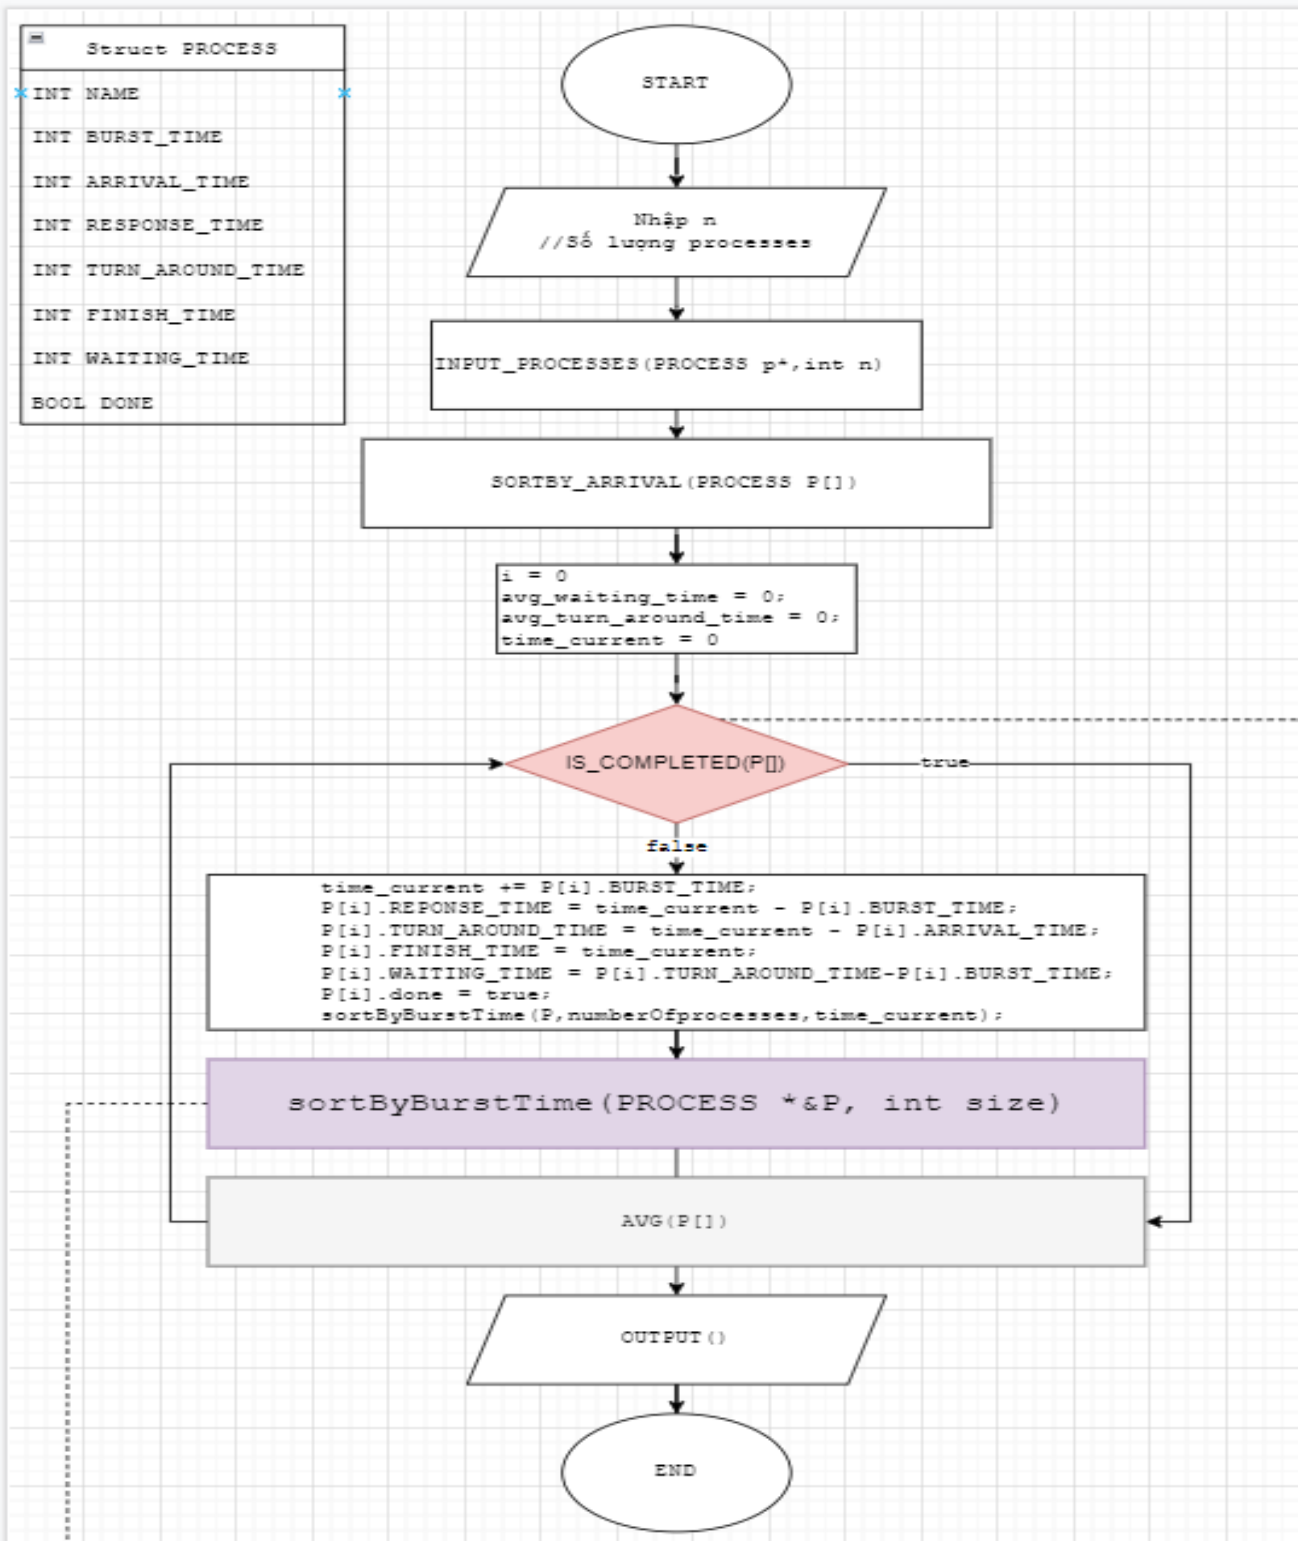 Struct PROCESS
INT NAME
INT BURST_TIME
INT ARRIVAL_TIME
INT RESPONSE_TIME
INT TURN_AROUND_TIME
INT FINISH_TIME
INT WAITING_TIME
BOOL DONE
START
Nhập n
//Số lượng processes
INPUT_PROCESSES(PROCESS p*,int n)
SORTBY_ARRIVAL(PROCESS P[])
i = 0
avg_waiting_time = 0;
avg_turn_around_time = 0;
time_current = 0
IS_COMPLETED(P[])
true
false
time_current += P[i].BURST_TIME;
P[i].REPONSE_TIME = time_current - P[i].BURST_TIME;
P[i].TURN_AROUND_TIME = time_current - P[i].ARRIVAL_TIME;
P[i].FINISH_TIME = time_current;
P[i].WAITING_TIME = P[i].TURN_AROUND_TIME-P[i].BURST_TIME;
P[i].done = true;
sortByBurstTime(P,numberOfprocesses,time_current);
sortByBurstTime(PROCESS *&P, int size)
AVG(P[])
OUTPUT()
END